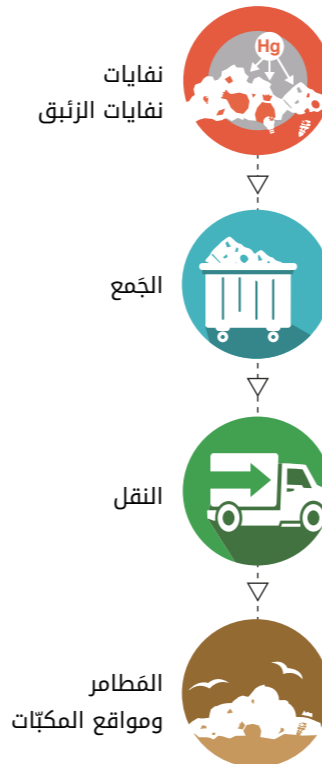 Hg
نفايات
نفايات الزئبق
الجَمع
النقل
المَطامر
ومواقع المكبّات